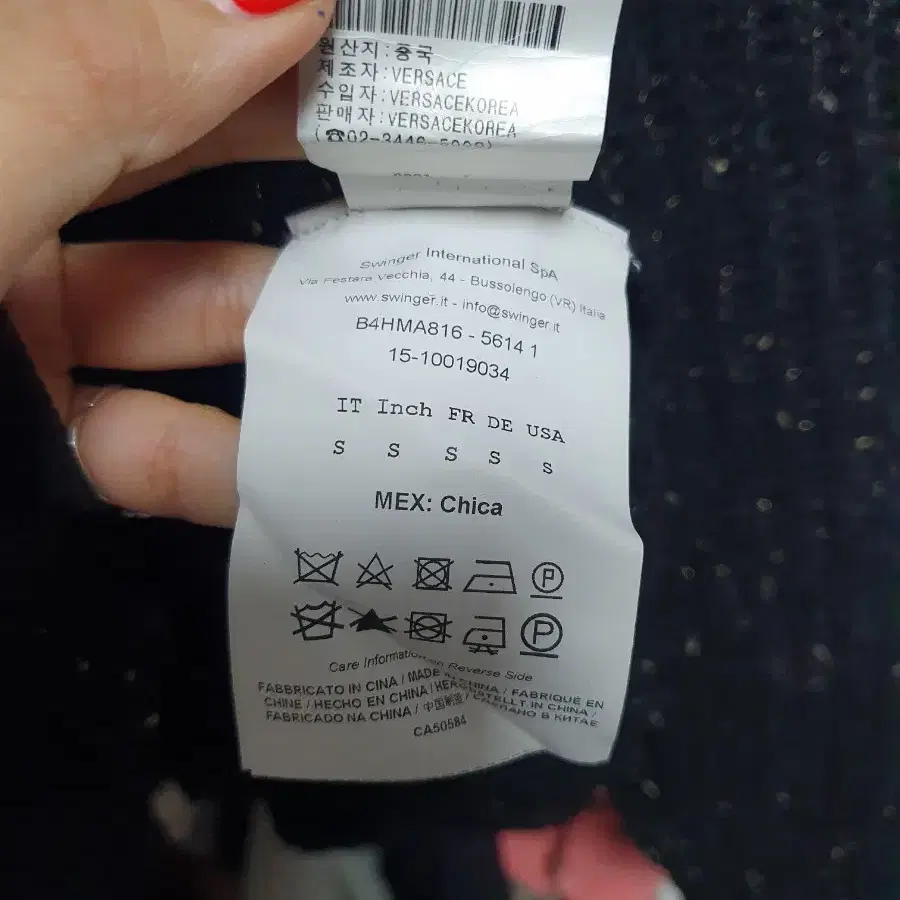 원산지 : 중국
제조자 : VERSACE
수입자 : VERSACEKOREA
판매자 : VERSACEKOREA
Swinger International SpA
Via Festara Vecchia, 44 - Bussolengo (VR) Italia
www.swinger.it - info@swinger.it
B4HMA816 - 5614 1
15-10019034
IT Inch FR DE USA
S S S S S
MEX: Chica
P
P
Care Information on Reverse Side
FABBRICATO IN CINA / MADE IN CHINA / FABRIQUÉ EN
CHINE / HECHO EN CHINA / HERGESTELLT IN CHINA /
FABRICADO NA CHINA / 中国制造 / СДЕЛАНО В КИТАЕ
CA50584